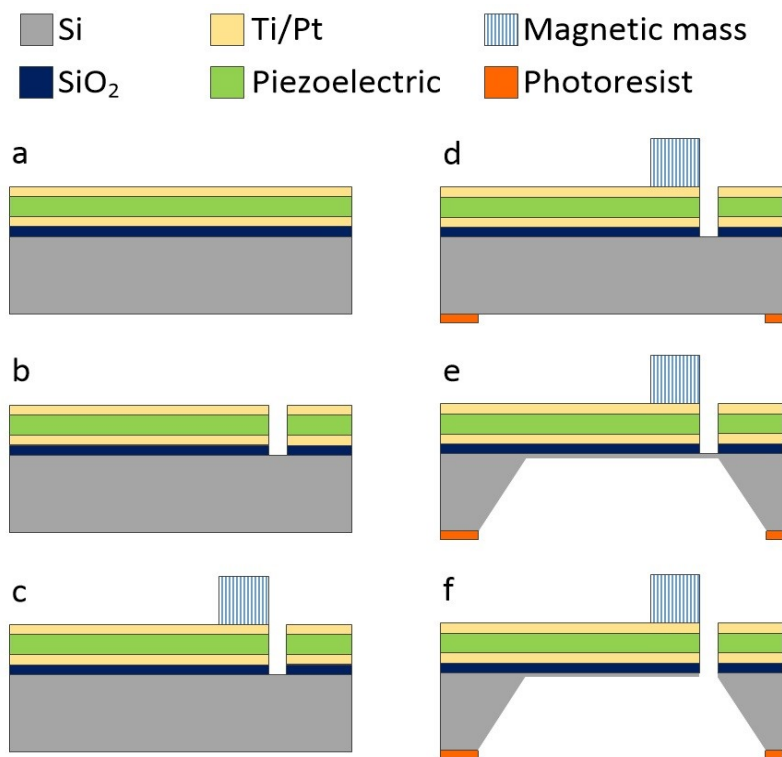 Si
Ti/Pt
Magnetic mass
SiO₂
Piezoelectric
Photoresist
a
d
b
e
c
f